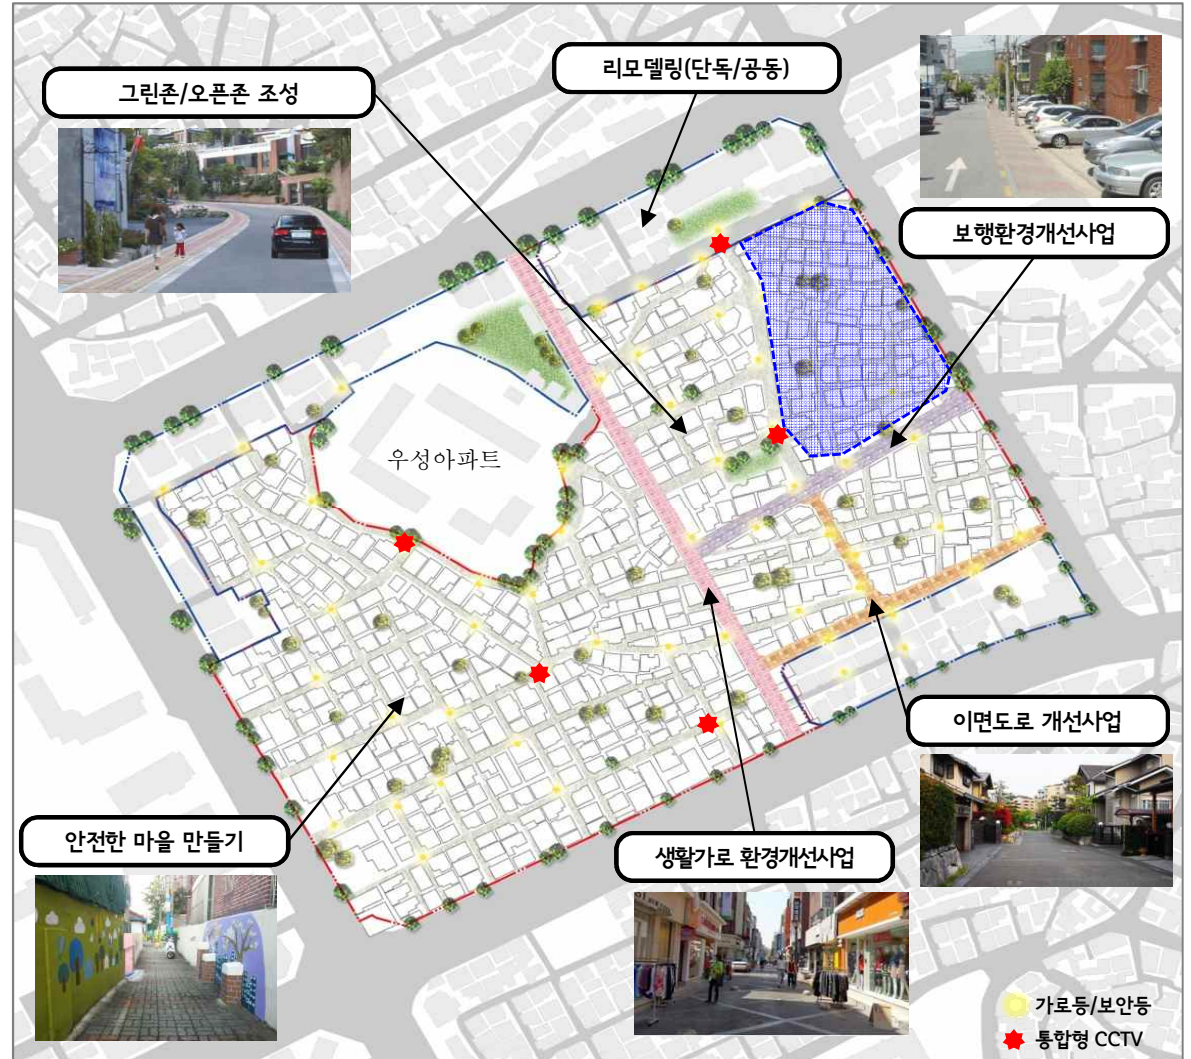 리모델링(단독/공동)
그린존/오픈존 조성
보행환경개선사업
우성아파트
이면도로 개선사업
안전한 마을 만들기
생활가로 환경개선사업
가로등/보안등
통합형 CCTV